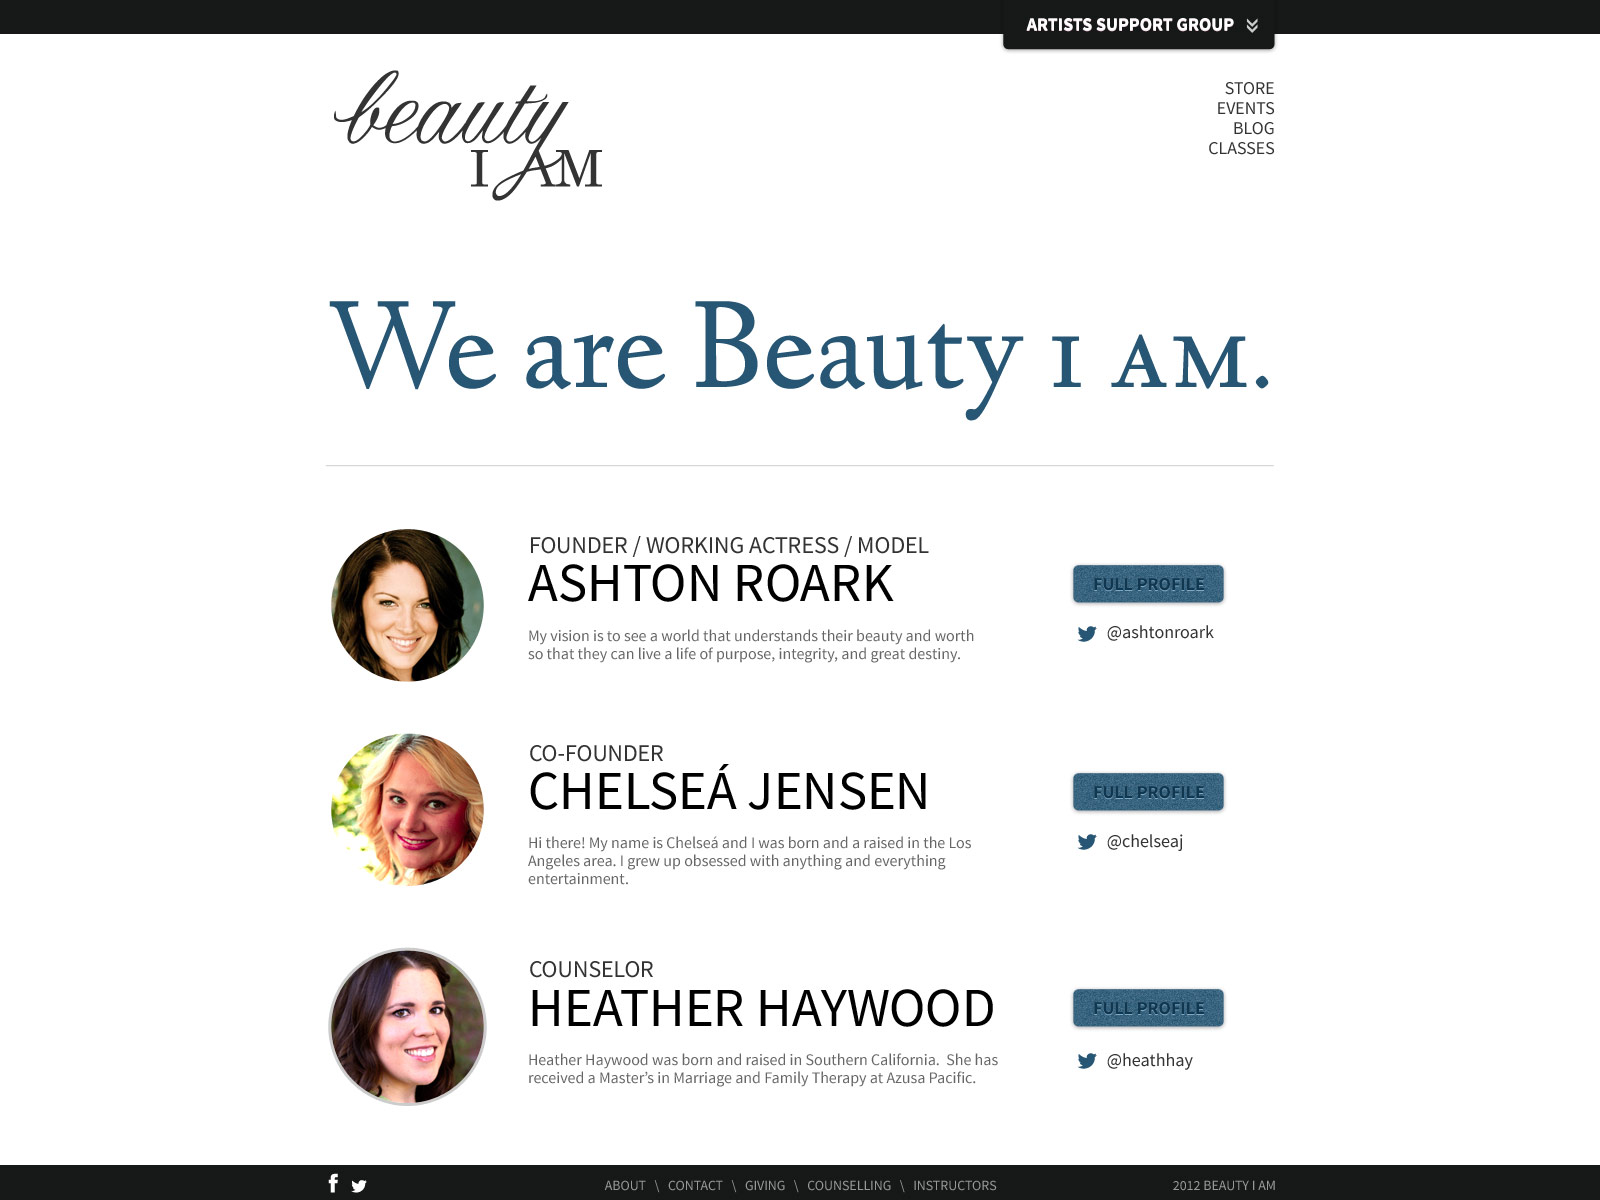 ARTISTS SUPPORT GROUP
beauty
I AM
STORE
EVENTS
BLOG
CLASSES
We are Beauty I AM.
FOUNDER / WORKING ACTRESS / MODEL
ASHTON ROARK
My vision is to see a world that understands their beauty and worth
so that they can live a life of purpose, integrity, and great destiny.
FULL PROFILE
@ashtonroark
CO-FOUNDER
CHELSEÁ JENSEN
Hi there! My name is Chelseá and I was born and a raised in the Los
Angeles area. I grew up obsessed with anything and everything
entertainment.
FULL PROFILE
@chelseaj
COUNSELOR
HEATHER HAYWOOD
Heather Haywood was born and raised in Southern California.  She has
received a Master's in Marriage and Family Therapy at Azusa Pacific.
FULL PROFILE
@heathhay
ABOUT \ CONTACT \ GIVING \ COUNSELLING \ INSTRUCTORS
2012 BEAUTY I AM